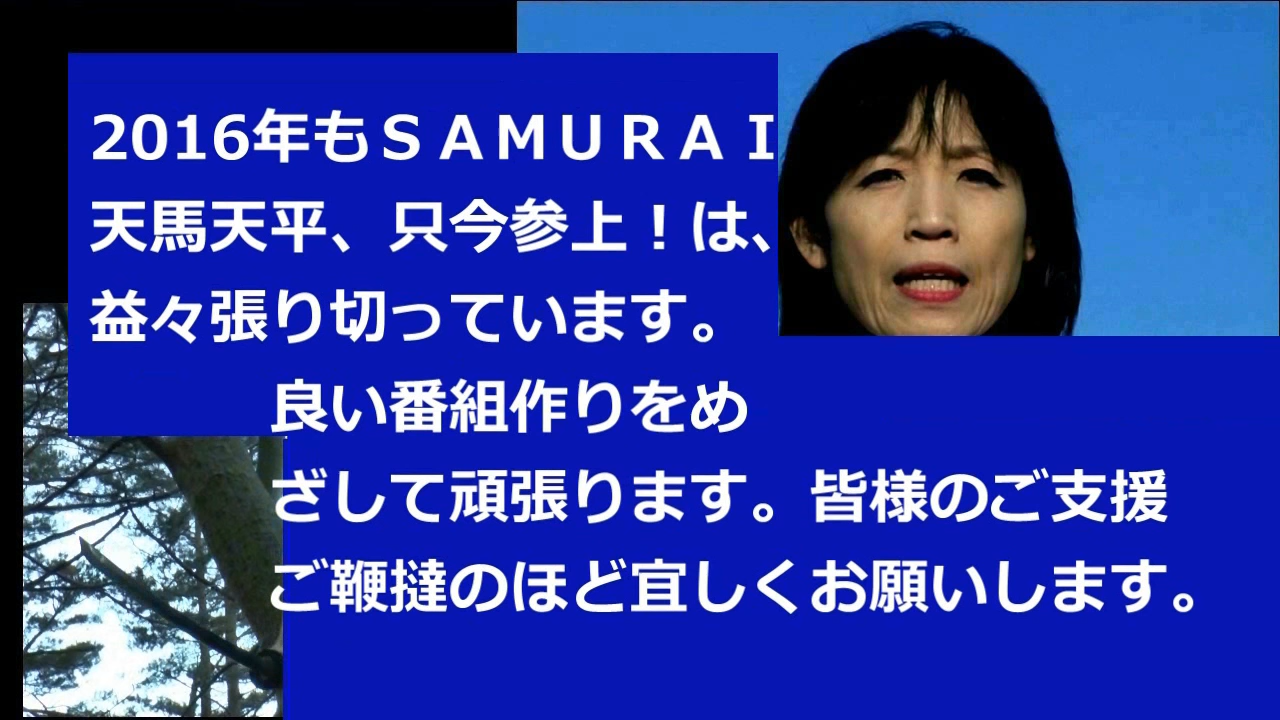 2016年もＳＡＭＵＲＡＩ
天馬天平、只今参上！は、
益々張り切っています。
良い番組作りをめ
ざして頑張ります。皆様のご支援
ご鞭撻のほど宜しくお願いします。